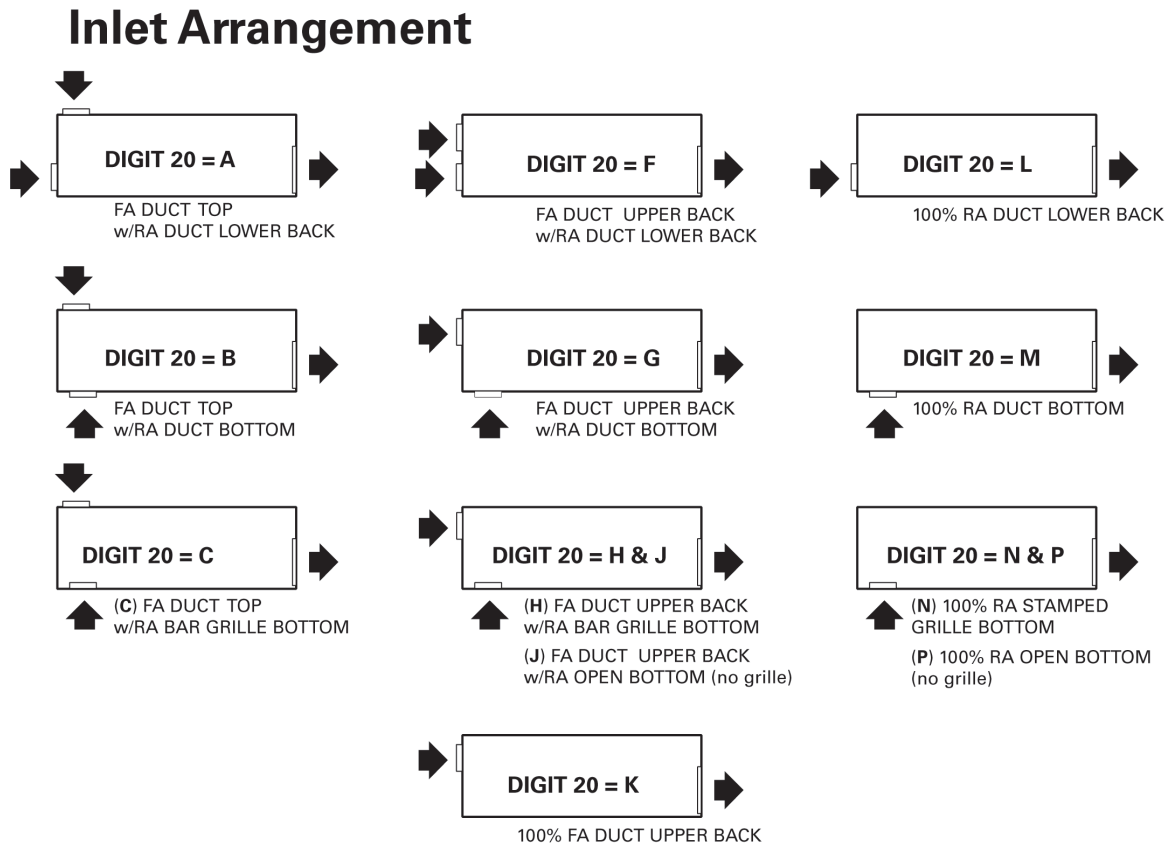 Inlet Arrangement
DIGIT 20 = A
FA DUCT TOP
w/RA DUCT LOWER BACK
DIGIT 20 = F
FA DUCT UPPER BACK
w/RA DUCT LOWER BACK
DIGIT 20 = L
100% RA DUCT LOWER BACK
DIGIT 20 = B
FA DUCT TOP
w/RA DUCT BOTTOM
DIGIT 20 = G
FA DUCT UPPER BACK
w/RA DUCT BOTTOM
DIGIT 20 = M
100% RA DUCT BOTTOM
DIGIT 20 = C
(C) FA DUCT TOP
w/RA BAR GRILLE BOTTOM
DIGIT 20 = H & J
(H) FA DUCT UPPER BACK
w/RA BAR GRILLE BOTTOM
(J) FA DUCT UPPER BACK
w/RA OPEN BOTTOM (no grille)
DIGIT 20 = N & P
(N) 100% RA STAMPED
GRILLE BOTTOM
(P) 100% RA OPEN BOTTOM
(no grille)
DIGIT 20 = K
100% FA DUCT UPPER BACK